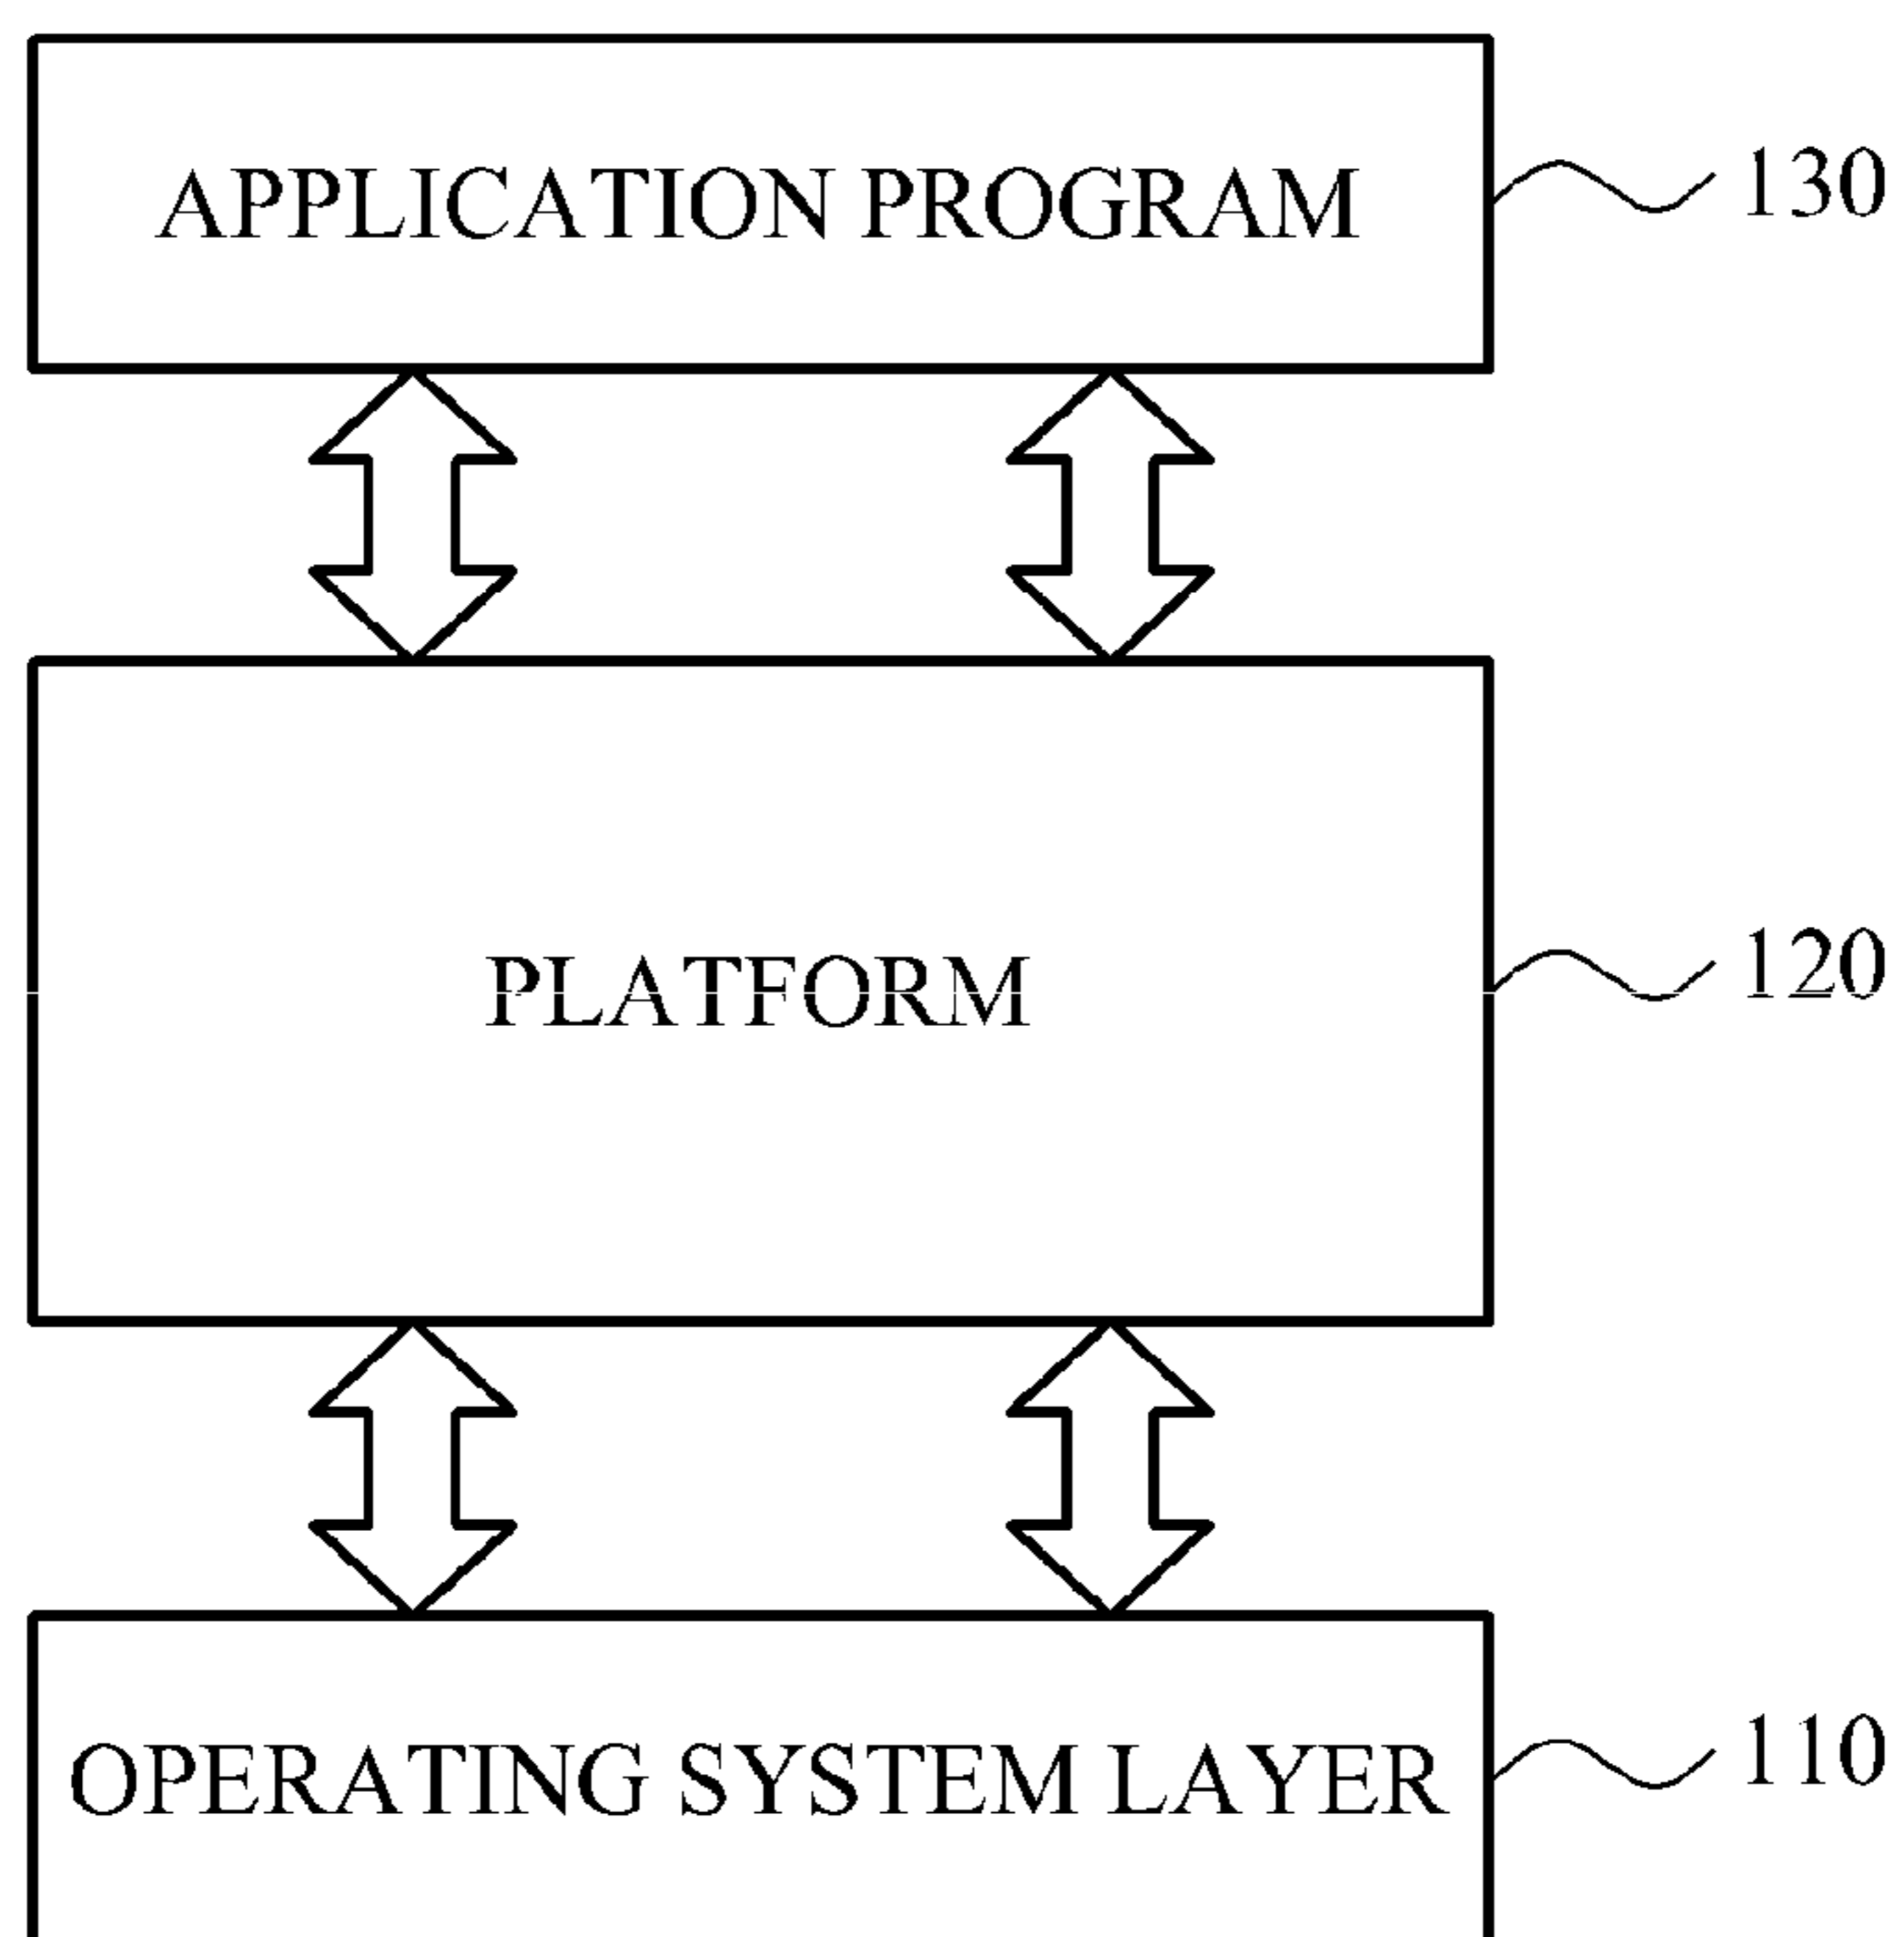 APPLICATION PROGRAM
130
PLATFORM
120
OPERATING SYSTEM LAYER
110